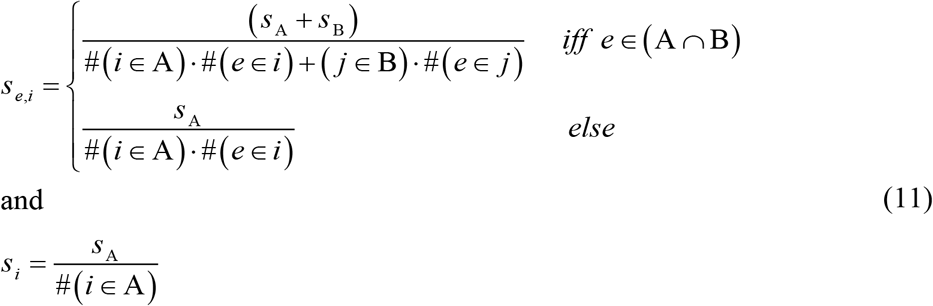 s_{e,i} = { (s_A + s_B) / (#(i ∈ A) · #(e ∈ i) + (j ∈ B) · #(e ∈ j)) iff e ∈ (A ∩ B)
s_A / (#(i ∈ A) · #(e ∈ i)) else
and (11)
s_i = s_A / #(i ∈ A)